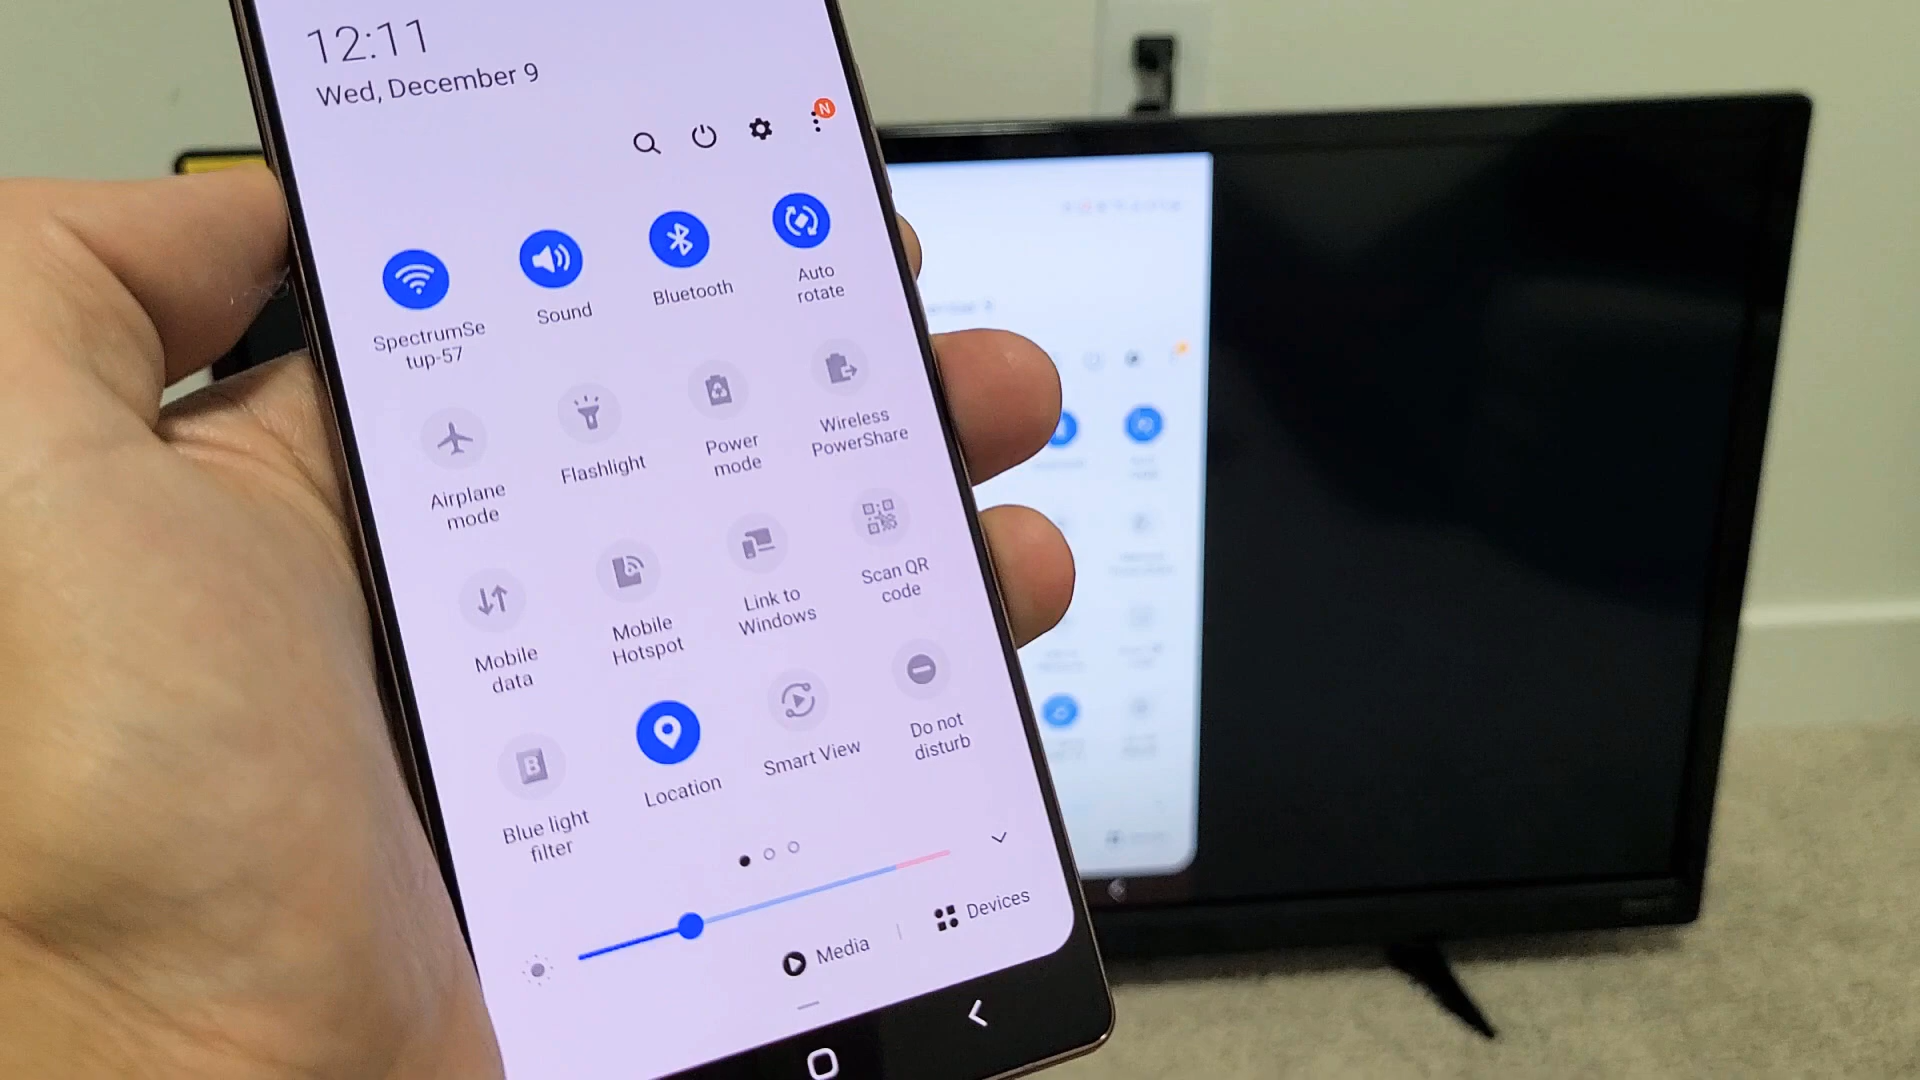 12:11
Wed, December 9
N
SpectrumSe
tup-57
Sound
Bluetooth
Auto
rotate
Airplane
mode
Flashlight
Power
mode
Wireless
PowerShare
Mobile
data
Mobile
Hotspot
Link to
Windows
Scan QR
code
B
Blue light
filter
Location
Smart View
Do not
disturb
Media
Devices